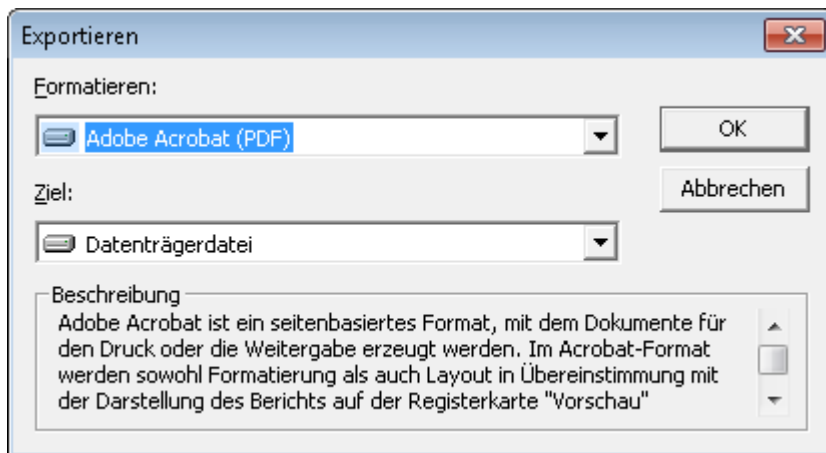 Exportieren
Formatieren:
Adobe Acrobat (PDF)
OK
Ziel:
Abbrechen
Datenträgerdatei
Beschreibung
Adobe Acrobat ist ein seitenbasiertes Format, mit dem Dokumente für
den Druck oder die Weitergabe erzeugt werden. Im Acrobat-Format
werden sowohl Formatierung als auch Layout in Übereinstimmung mit
der Darstellung des Berichts auf der Registerkarte "Vorschau"